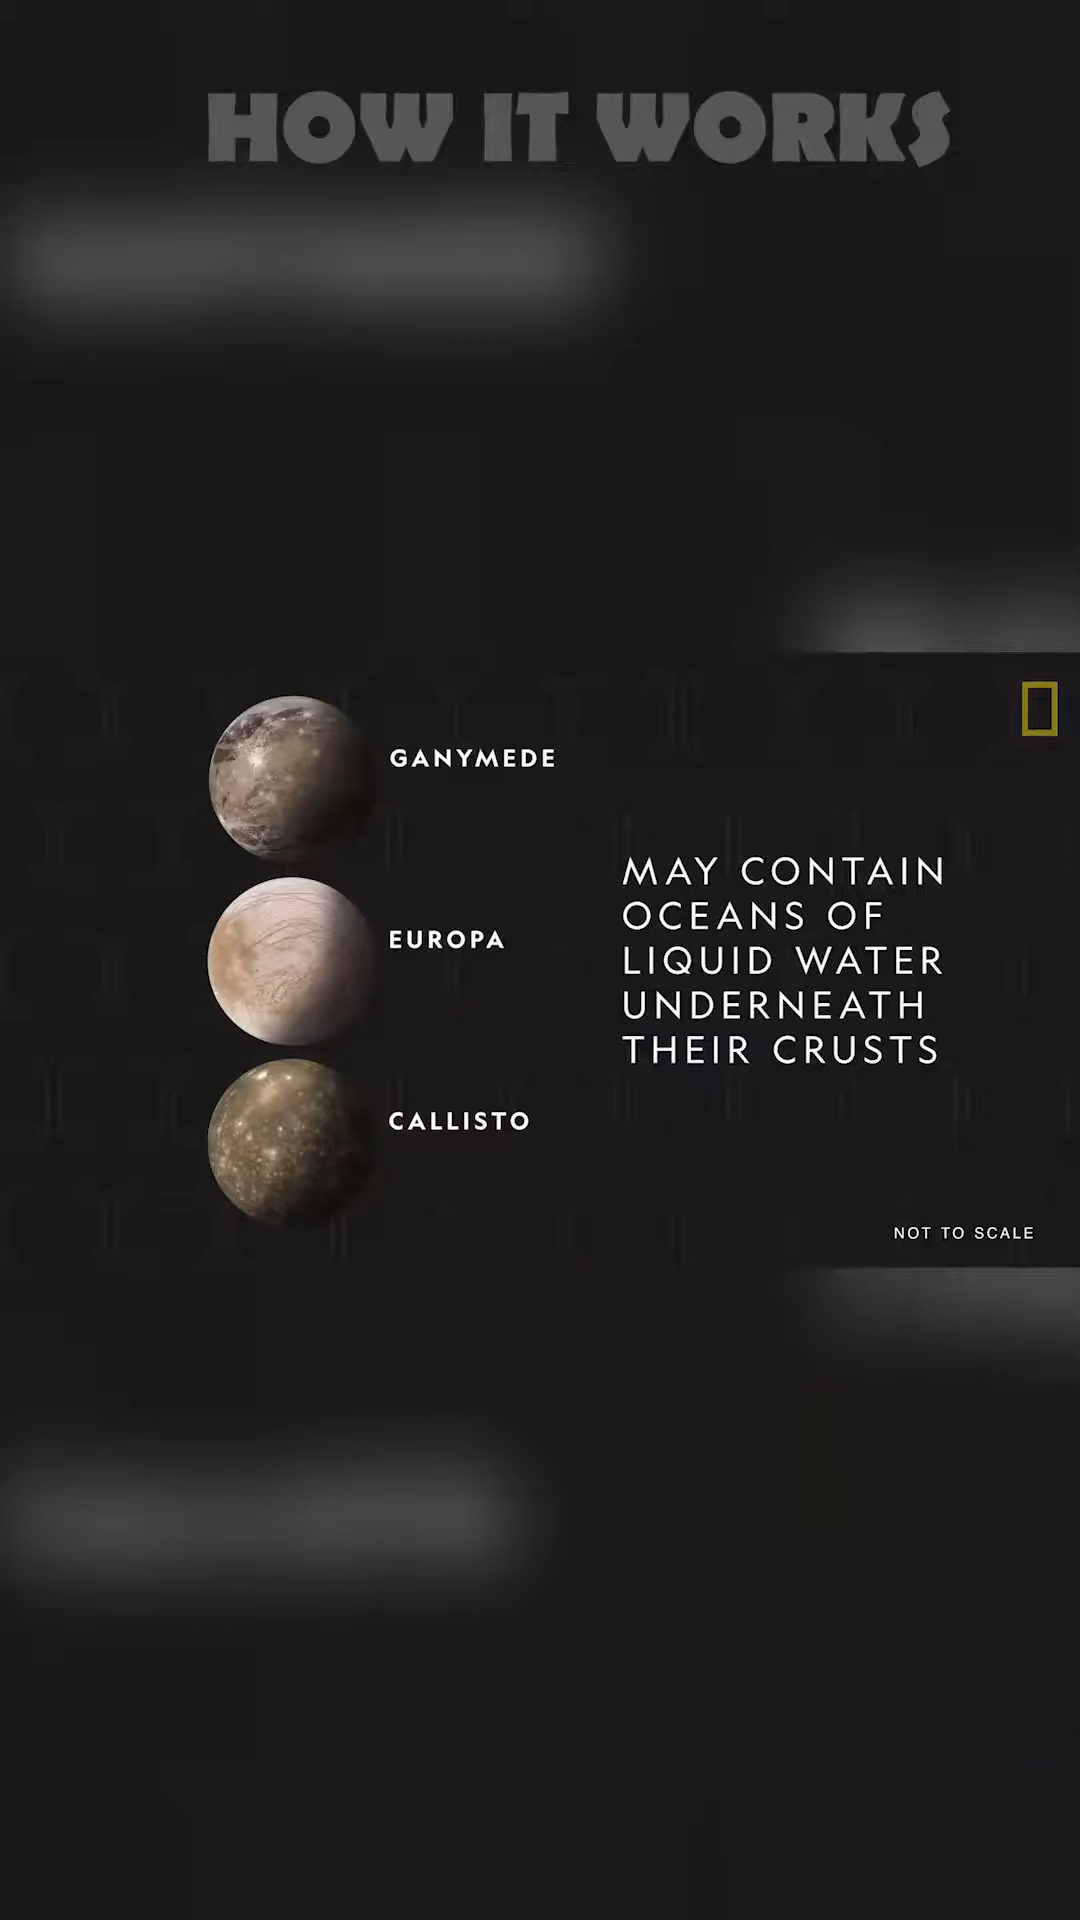 HOW IT WORKS
GANYMEDE
EUROPA
CALLISTO
MAY CONTAIN
OCEANS OF
LIQUID WATER
UNDERNEATH
THEIR CRUSTS
NOT TO SCALE